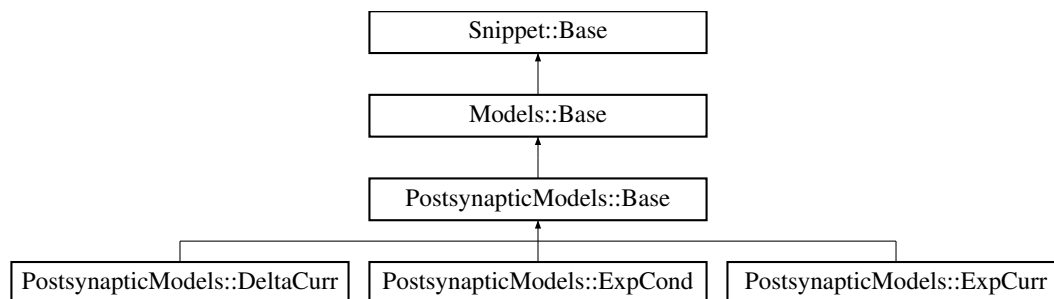 Snippet::Base
Models::Base
PostsynapticModels::Base
PostsynapticModels::DeltaCurr PostsynapticModels::ExpCond PostsynapticModels::ExpCurr